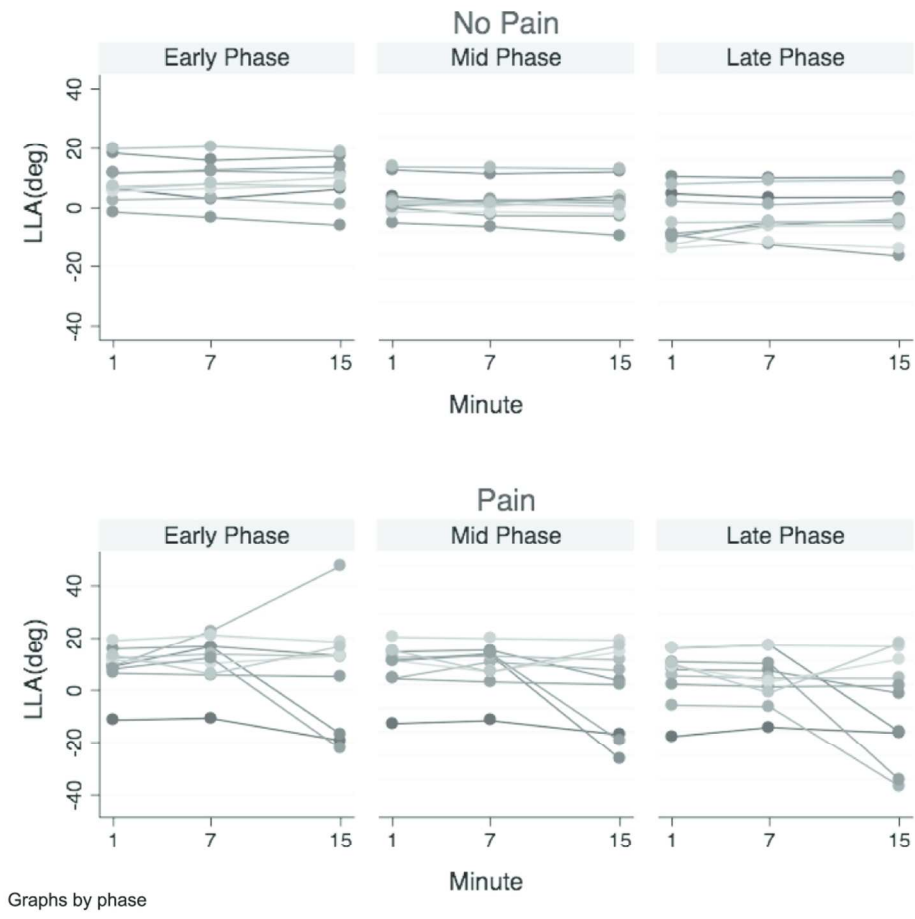 No Pain
Early Phase Mid Phase Late Phase
LLA(deg)
40
20
0
-20
-40
1 7 15 1 7 15 1 7 15
Minute
Pain
Early Phase Mid Phase Late Phase
LLA(deg)
40
20
0
-20
-40
1 7 15 1 7 15 1 7 15
Minute
Graphs by phase